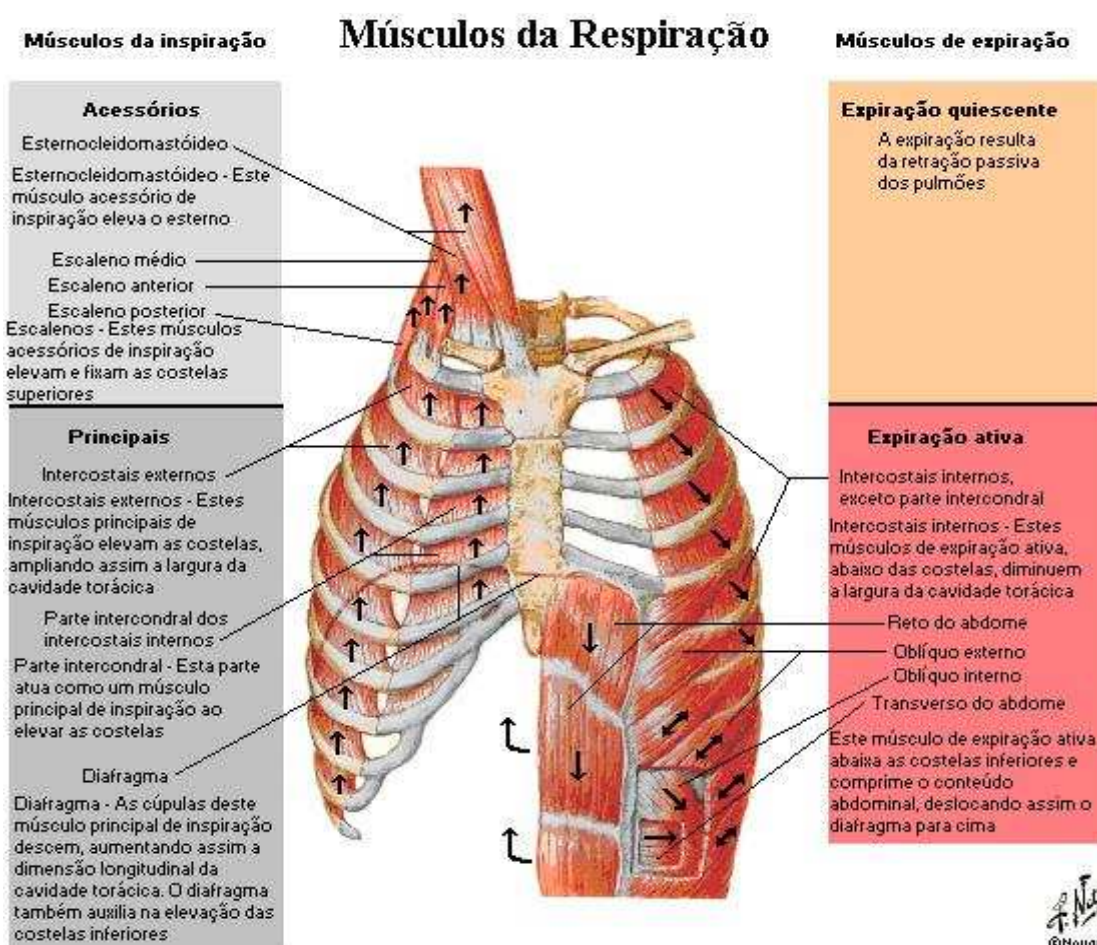 Músculos da Respiração
Músculos da inspiração
Acessórios
Esternocleidomastóideo
Esternocleidomastóideo - Este
músculo acessório de
inspiração eleva o esterno
Escaleno médio
Escaleno anterior
Escaleno posterior
Escalenos - Estes músculos
acessórios de inspiração
elevam e fixam as costelas
superiores
Principais
Intercostais externos
Intercostais externos - Estes
músculos principais de
inspiração elevam as costelas,
ampliando assim a largura da
cavidade torácica
Parte intercondral dos
intercostais internos
Parte intercondral - Esta parte
atua como um músculo
principal de inspiração ao
elevar as costelas
Diafragma
Diafragma - As cúpulas deste
músculo principal de inspiração
descem, aumentando assim a
dimensão longitudinal da
cavidade torácica. O diafragma
também auxilia na elevação das
costelas inferiores
Músculos de expiração
Expiração quiescente
A expiração resulta
da retração passiva
dos pulmões
Expiração ativa
Intercostais internos,
exceto parte intercondral
Intercostais internos - Estes
músculos de expiração ativa,
abaixo das costelas, diminuem
a largura da cavidade torácica
Reto do abdome
Oblíquo externo
Oblíquo interno
Transverso do abdome
Este músculo de expiração ativa
abaixa as costelas inferiores e
comprime o conteúdo
abdominal, deslocando assim o
diafragma para cima